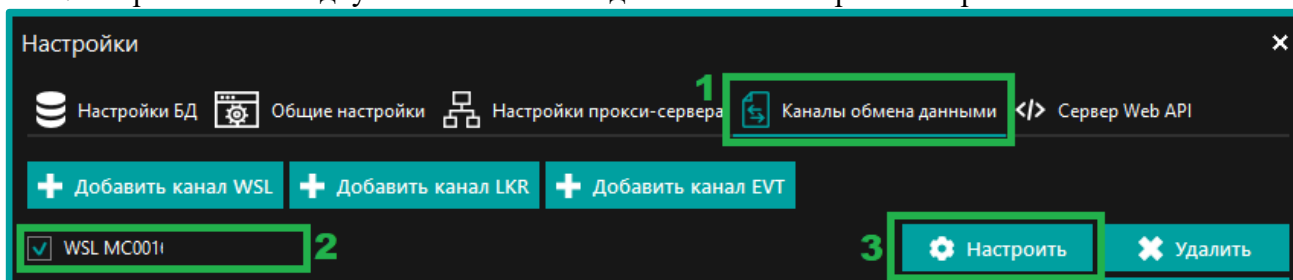 Настройки
1
Настройки БД Общие настройки Настройки прокси-сервера Каналы обмена данными </> Сервер Web API
Добавить канал WSL Добавить канал LKR Добавить канал EVT
WSL 2 3 Настроить Удалить